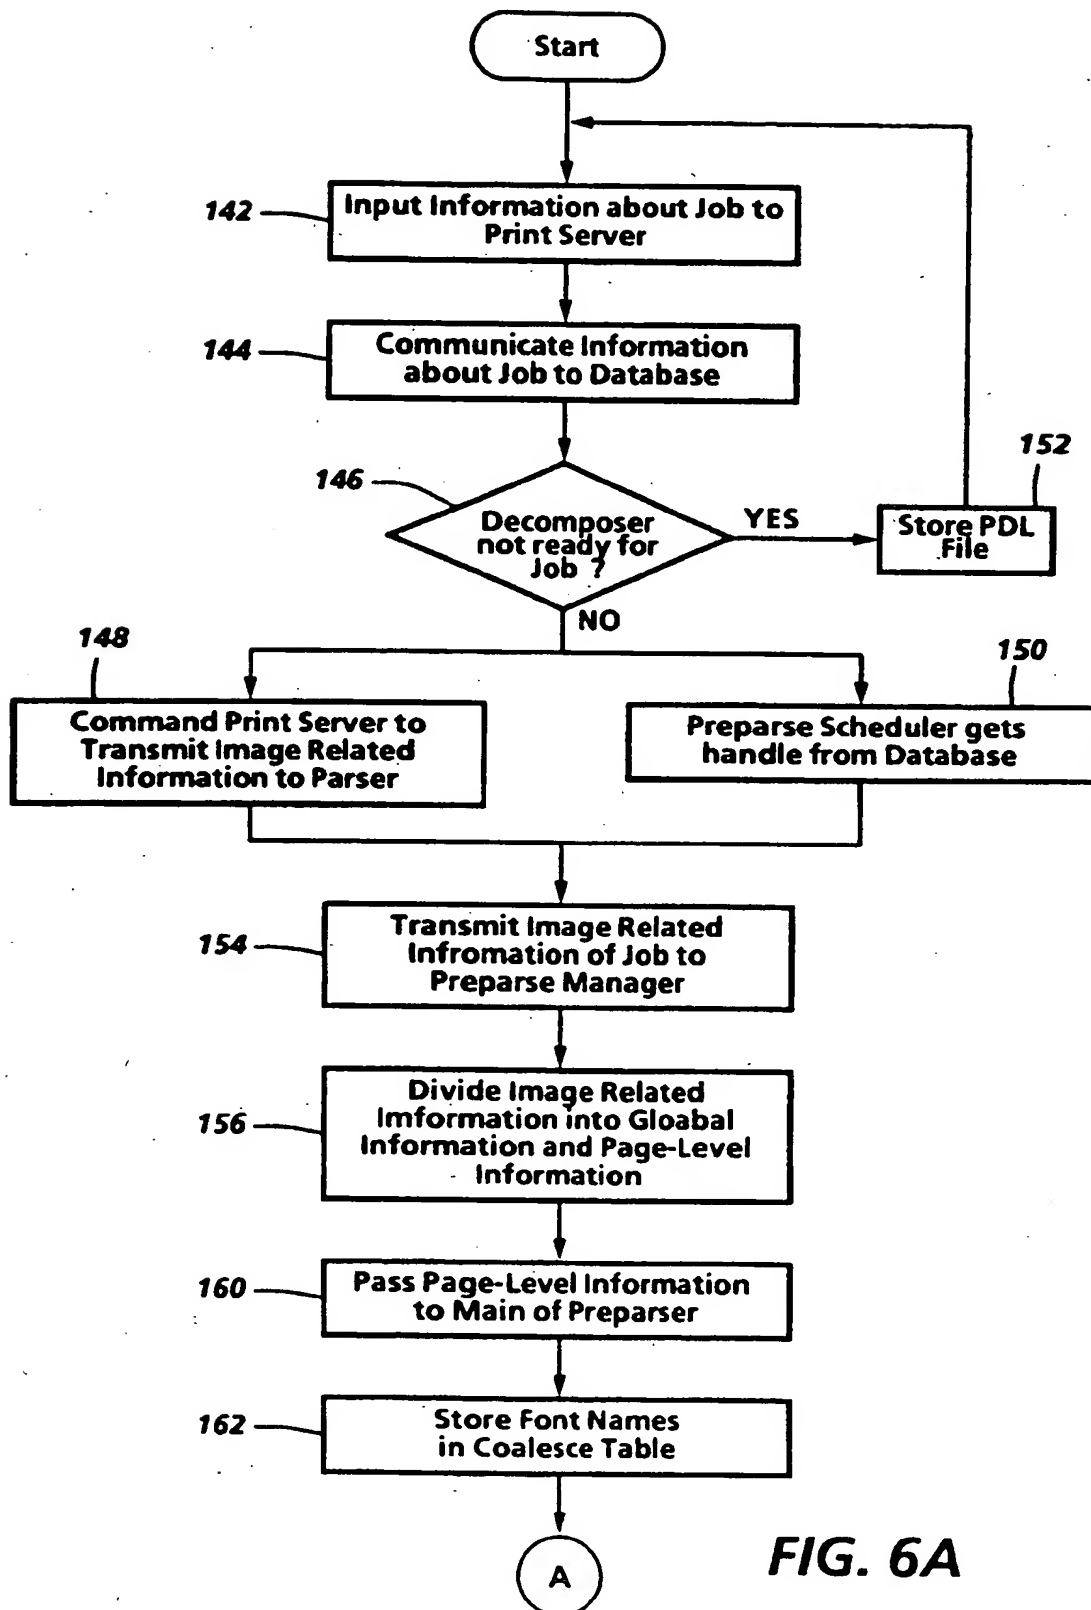 Start
142
Input Information about Job to
Print Server
144
Communicate Information
about Job to Database
146
Decomposer
not ready for
Job ?
YES
152
Store PDL
File
NO
148
Command Print Server to
Transmit Image Related
Information to Parser
150
Preparse Scheduler gets
handle from Database
154
Transmit Image Related
Infromation of Job to
Preparse Manager
156
Divide Image Related
Imformation into Gloabal
Information and Page-Level
Information
160
Pass Page-Level Information
to Main of Preparser
162
Store Font Names
in Coalesce Table
A
FIG. 6A